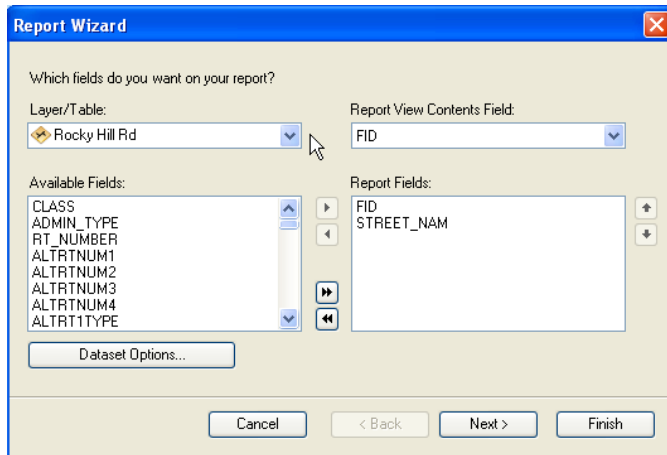 Report Wizard
Which fields do you want on your report?
Layer/Table:
Rocky Hill Rd
Report View Contents Field:
FID
Available Fields:
CLASS
ADMIN_TYPE
RT_NUMBER
ALTRTNUM1
ALTRTNUM2
ALTRTNUM3
ALTRTNUM4
ALTRT1TYPE
Report Fields:
FID
STREET_NAM
Dataset Options...
Cancel
< Back
Next >
Finish